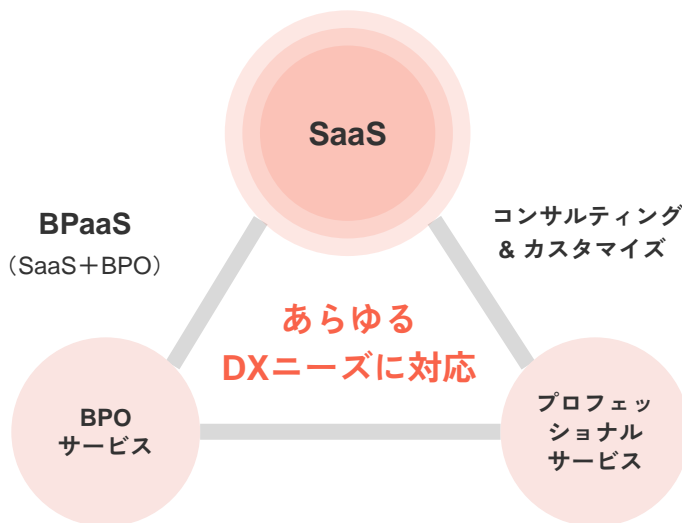 SaaS
BPaaS
（SaaS＋BPO）
コンサルティング
& カスタマイズ
あらゆる
DXニーズに対応
BPO
サービス
プロフェッ
ショナル
サービス